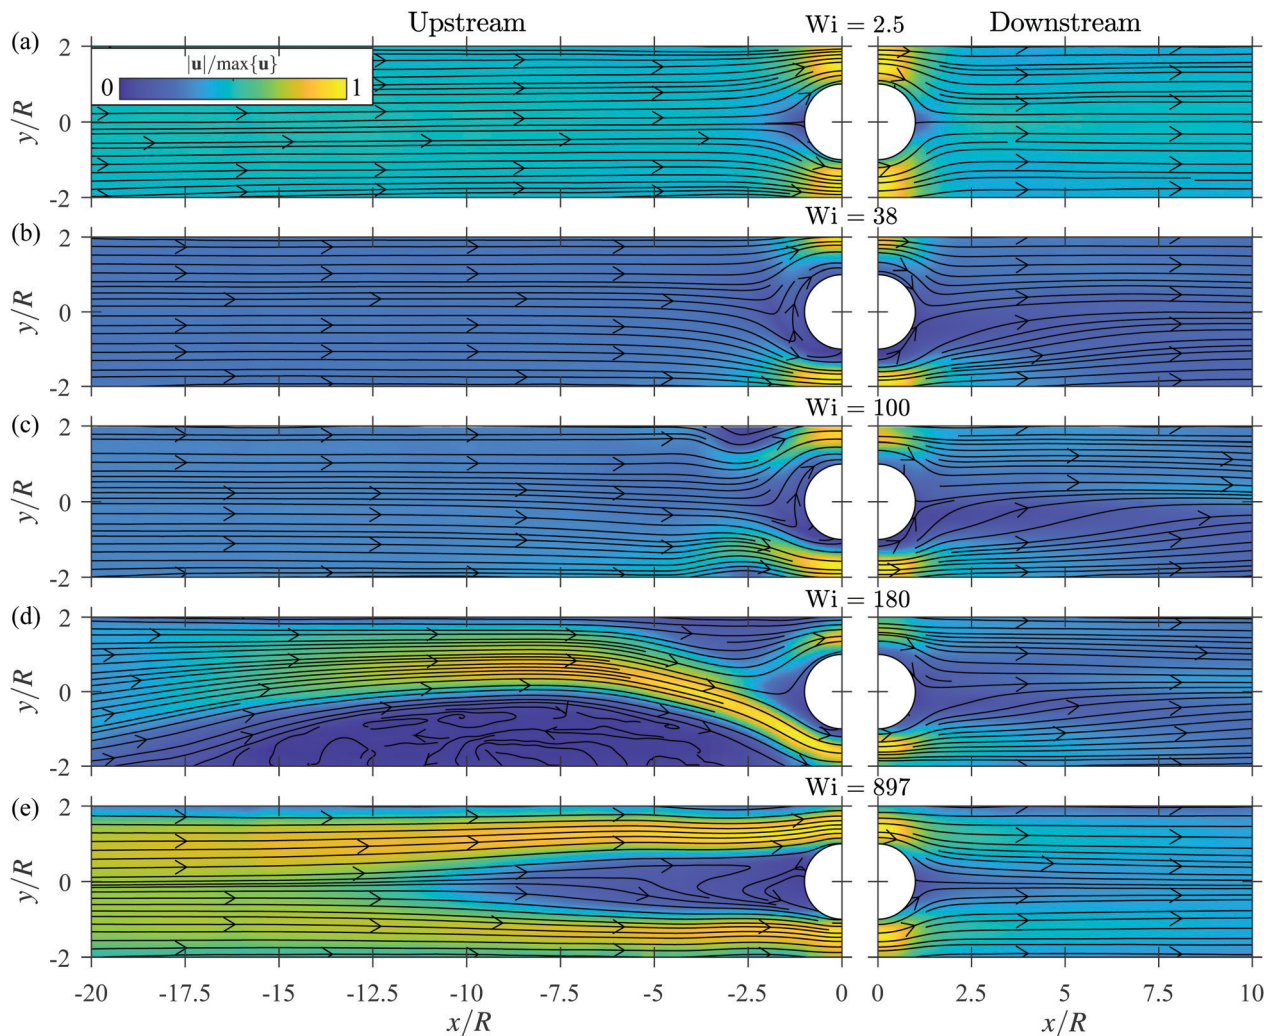 Upstream Wi = 2.5 Downstream
(a)
|u|/max{u}
0 1
y/R
2
0
-2
Wi = 38
(b)
y/R
2
0
-2
Wi = 100
(c)
y/R
2
0
-2
Wi = 180
(d)
y/R
2
0
-2
Wi = 897
(e)
y/R
2
0
-2
-20 -17.5 -15 -12.5 -10 -7.5 -5 -2.5 0 0 2.5 5 7.5 10
x/R x/R